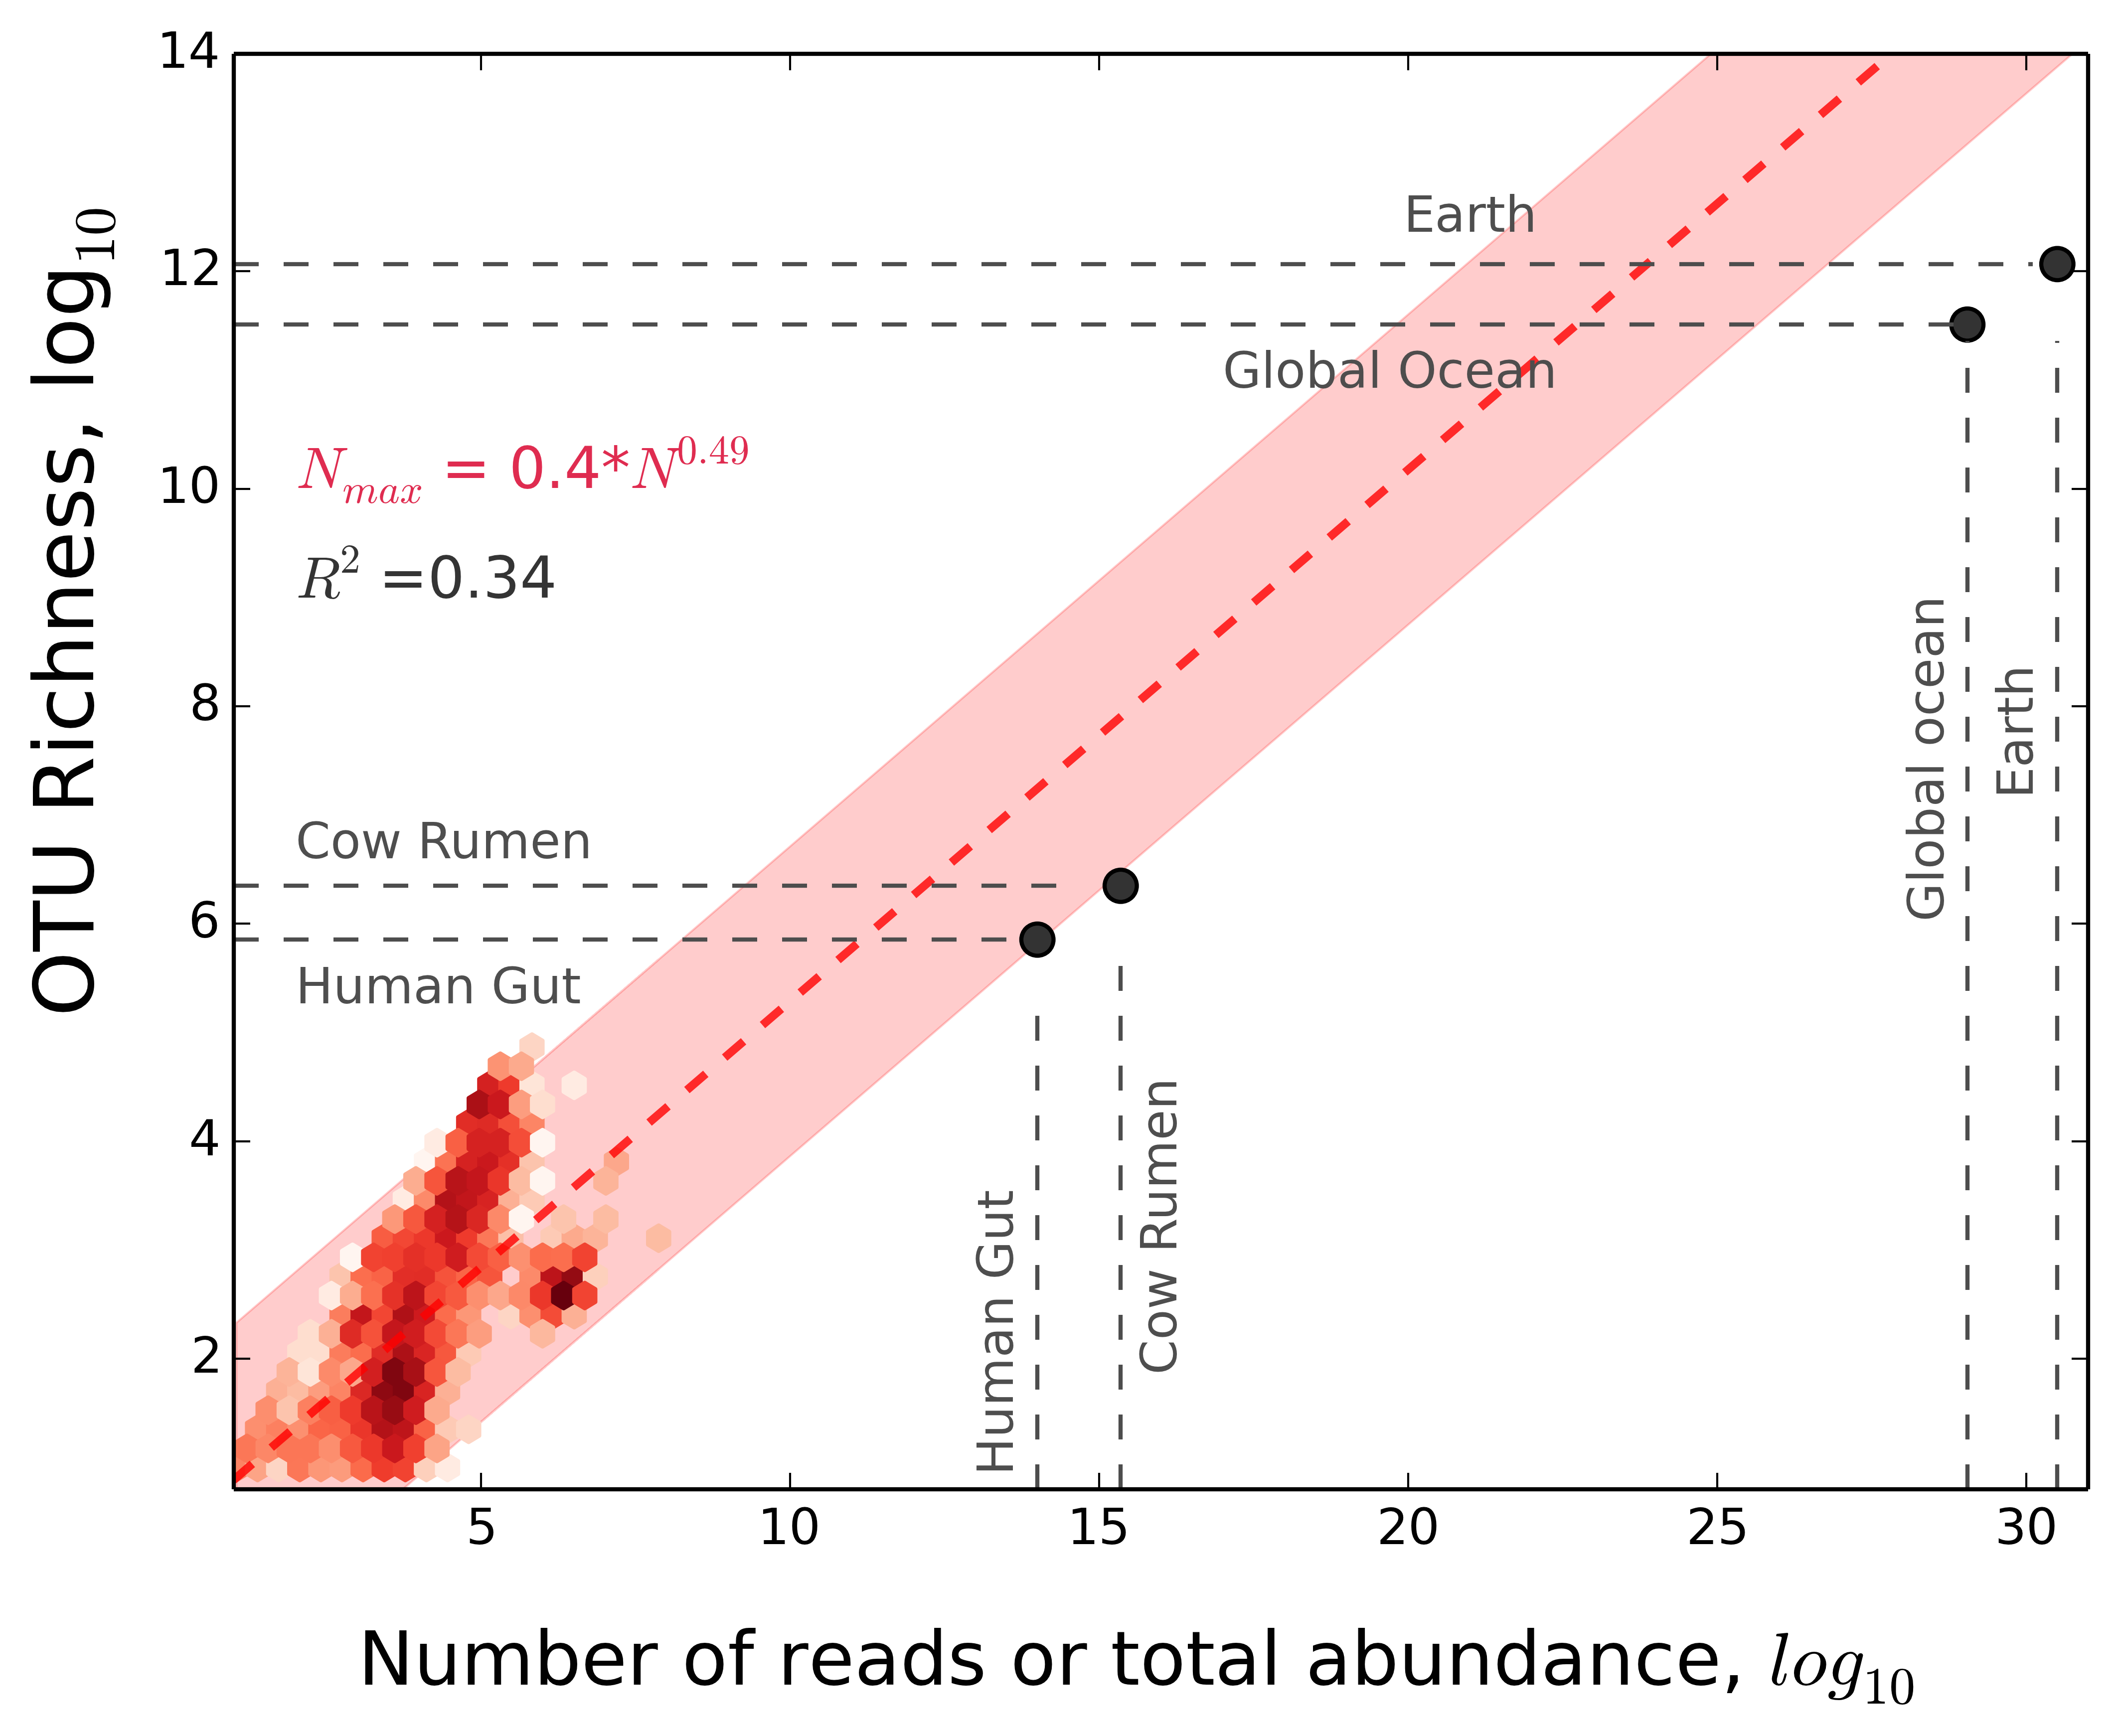 OTU Richness, log10
14
12
10
8
6
4
2
Earth
Global Ocean
Nmax = 0.4*N^0.49
R² =0.34
Cow Rumen
Human Gut
Human Gut
Cow Rumen
Global ocean
Earth
5 10 15 20 25 30
Number of reads or total abundance, log10